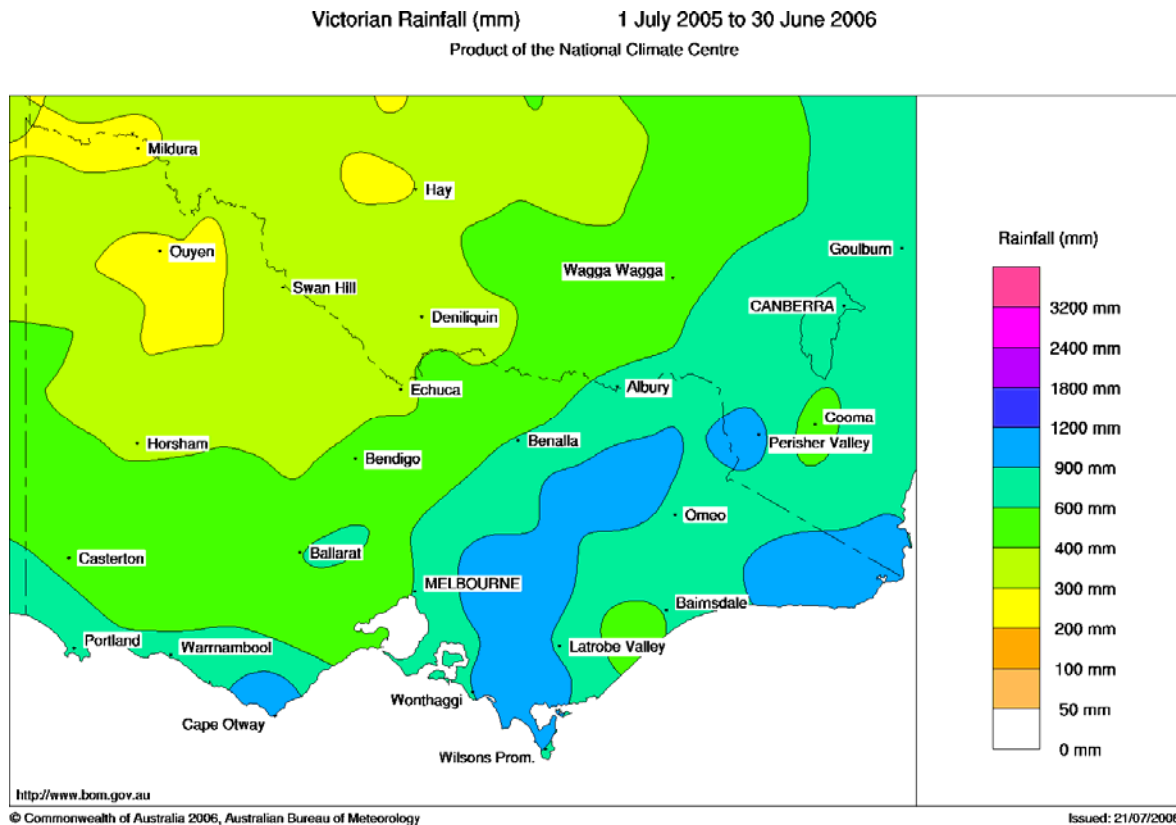 Victorian Rainfall (mm) 1 July 2005 to 30 June 2006
Product of the National Climate Centre
Mildura
Hay
Ouyen
Goulburn
Wagga Wagga
Swan Hill
CANBERRA
Deniliquin
Echuca
Albury
Cooma
Horsham
Benalla
Perisher Valley
Bendigo
Omeo
Ballarat
Casterton
MELBOURNE
Bairnsdale
Portland
Warrnambool
Latrobe Valley
Wonthaggi
Cape Otway
Wilsons Prom.
Rainfall (mm)
3200 mm
2400 mm
1800 mm
1200 mm
900 mm
600 mm
400 mm
300 mm
200 mm
100 mm
50 mm
0 mm
http://www.bom.gov.au
© Commonwealth of Australia 2006, Australian Bureau of Meteorology
Issued: 21/07/200